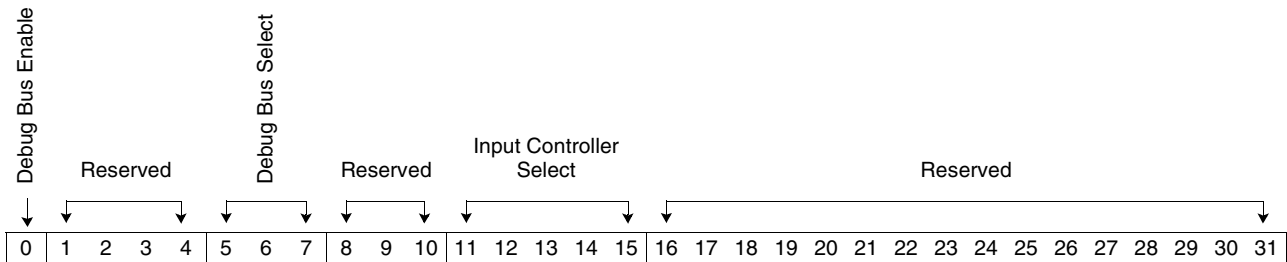 Debug Bus Enable
Reserved
Debug Bus Select
Reserved
Input Controller
Select
Reserved
0 1 2 3 4 5 6 7 8 9 10 11 12 13 14 15 16 17 18 19 20 21 22 23 24 25 26 27 28 29 30 31